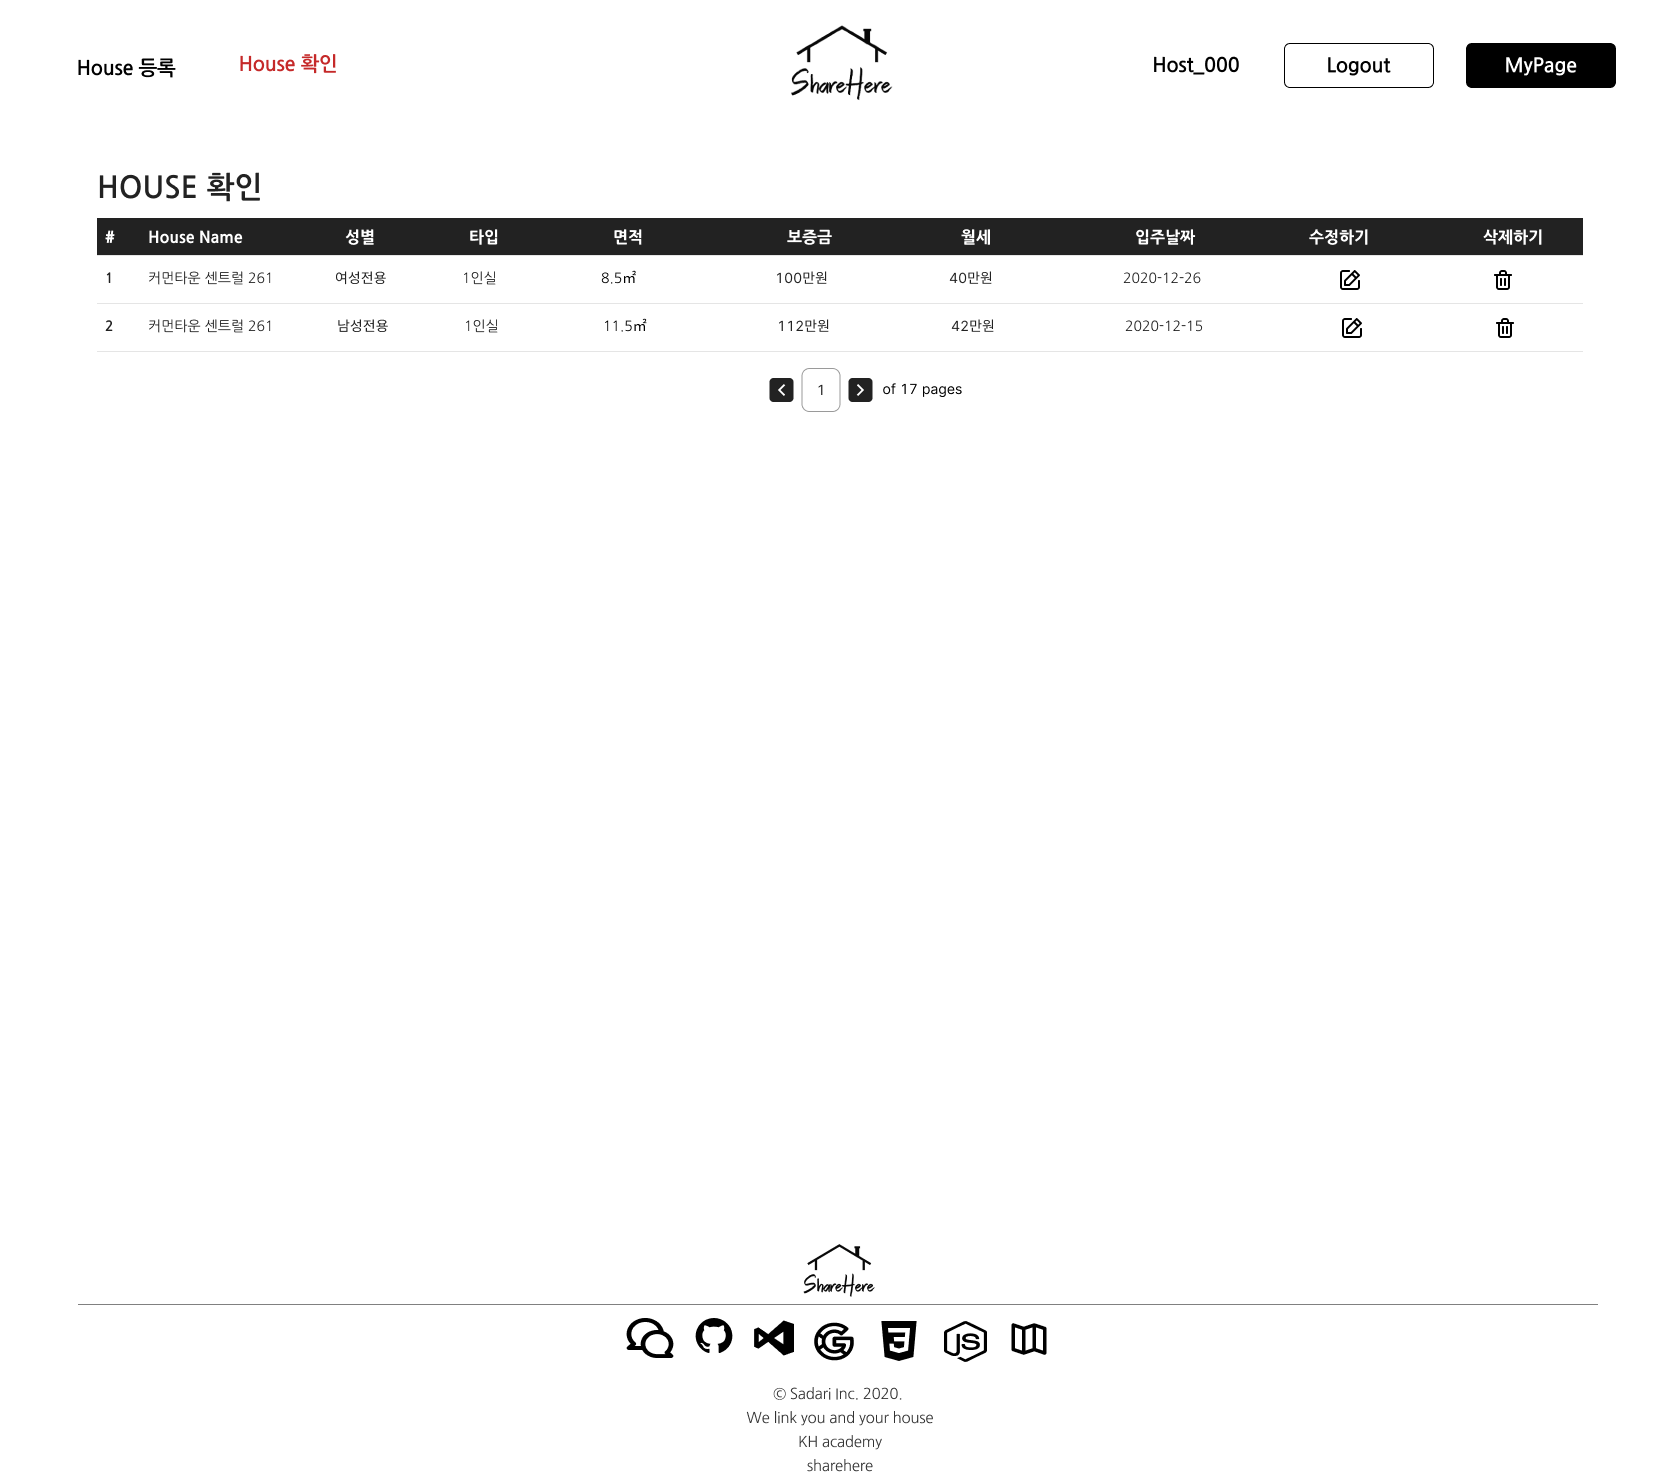 House 등록
House 확인
ShareHere
Host_000
Logout
MyPage
HOUSE 확인
# House Name 성별 타입 면적 보증금 월세 입주날짜 수정하기 삭제하기
1 커먼타운 센트럴 261 여성전용 1인실 8.5㎡ 100만원 40만원 2020-12-26
2 커먼타운 센트럴 261 남성전용 1인실 11.5㎡ 112만원 42만원 2020-12-15
1 of 17 pages
ShareHere
© Sadari Inc. 2020.
We link you and your house
KH academy
sharehere